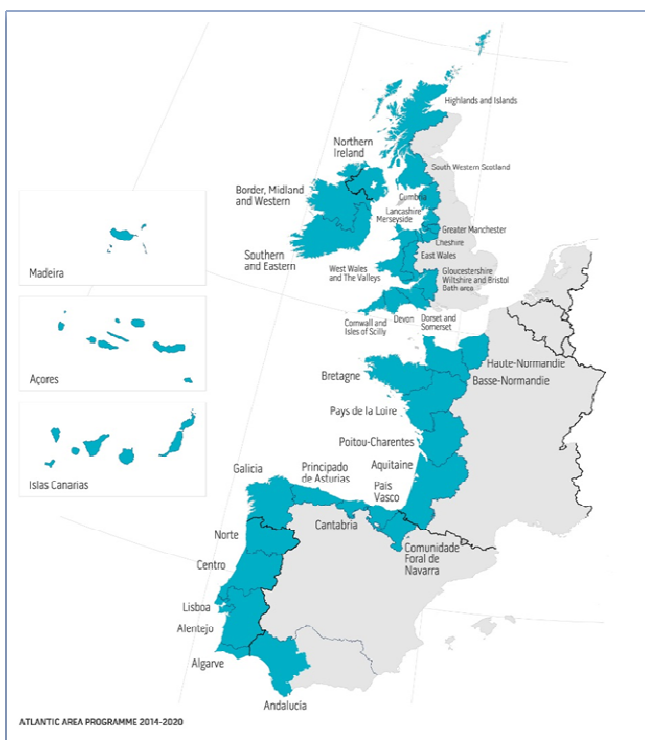 Highlands and Islands
Northern
Ireland
South Western Scotland
Border, Midland
and Western
Cumbria
Lancashire
Merseyside
Greater Manchester
Cheshire
Southern
and Eastern
East Wales
West Wales
and The Valleys
Gloucestershire
Wiltshire and Bristol
Bath area
Cornwall and
Isles of Scilly
Devon
Dorset and
Somerset
Madeira
Açores
Islas Canarias
Haute-Normandie
Basse-Normandie
Bretagne
Pays de la Loire
Poitou-Charentes
Aquitaine
Galicia
Principado
de Asturias
Pais
Vasco
Cantabria
Comunidade
Foral de
Navarra
Norte
Centro
Lisboa
Alentejo
Algarve
Andalucia
ATLANTIC AREA PROGRAMME 2014-2020